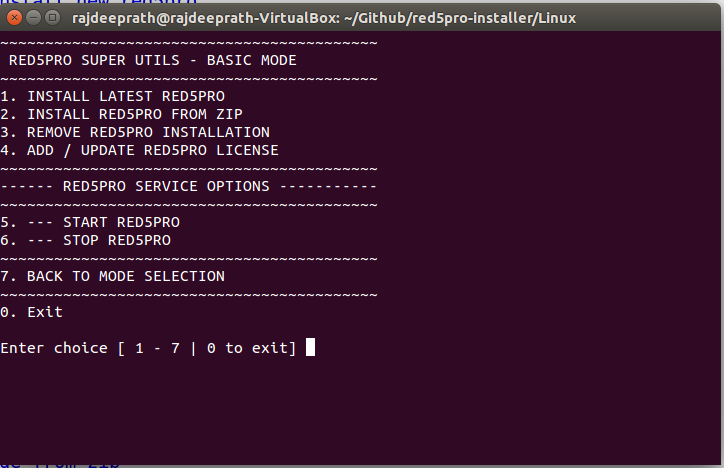 rajdeeprath@rajdeeprath-VirtualBox: ~/Github/red5pro-installer/Linux
~~~~~~~~~~~~~~~~~~~~~~~~~~~~~~~~~~~~~~~~~~
RED5PRO SUPER UTILS - BASIC MODE
~~~~~~~~~~~~~~~~~~~~~~~~~~~~~~~~~~~~~~~~~~
1. INSTALL LATEST RED5PRO
2. INSTALL RED5PRO FROM ZIP
3. REMOVE RED5PRO INSTALLATION
4. ADD / UPDATE RED5PRO LICENSE
~~~~~~~~~~~~~~~~~~~~~~~~~~~~~~~~~~~~~~~~~~
------ RED5PRO SERVICE OPTIONS -----------
~~~~~~~~~~~~~~~~~~~~~~~~~~~~~~~~~~~~~~~~~~
5. --- START RED5PRO
6. --- STOP RED5PRO
~~~~~~~~~~~~~~~~~~~~~~~~~~~~~~~~~~~~~~~~~~
7. BACK TO MODE SELECTION
~~~~~~~~~~~~~~~~~~~~~~~~~~~~~~~~~~~~~~~~~~
0. Exit
Enter choice [ 1 - 7 | 0 to exit]